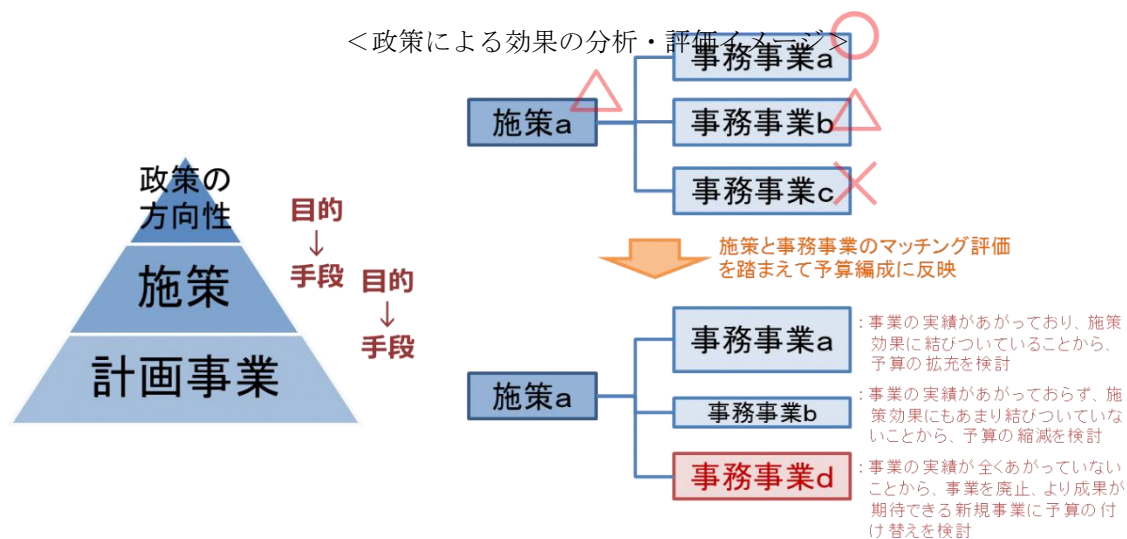 ＜政策による効果の分析・評価イメージ＞
政策の
方向性
施策
計画事業
目的
↓
手段
目的
↓
手段
施策a
事務事業a
事務事業b
事務事業c
施策と事務事業のマッチング評価
を踏まえて予算編成に反映
施策a
事務事業a
：事業の実績があがっており、施策
効果に結びついていることから、
予算の拡充を検討
事務事業b
：事業の実績があがっておらず、施
策効果にもあまり結びついていな
いことから、予算の縮減を検討
事務事業d
：事業の実績が全くあがっていない
ことから、事業を廃止、より成果が
期待できる新規事業に予算の付
け替えを検討